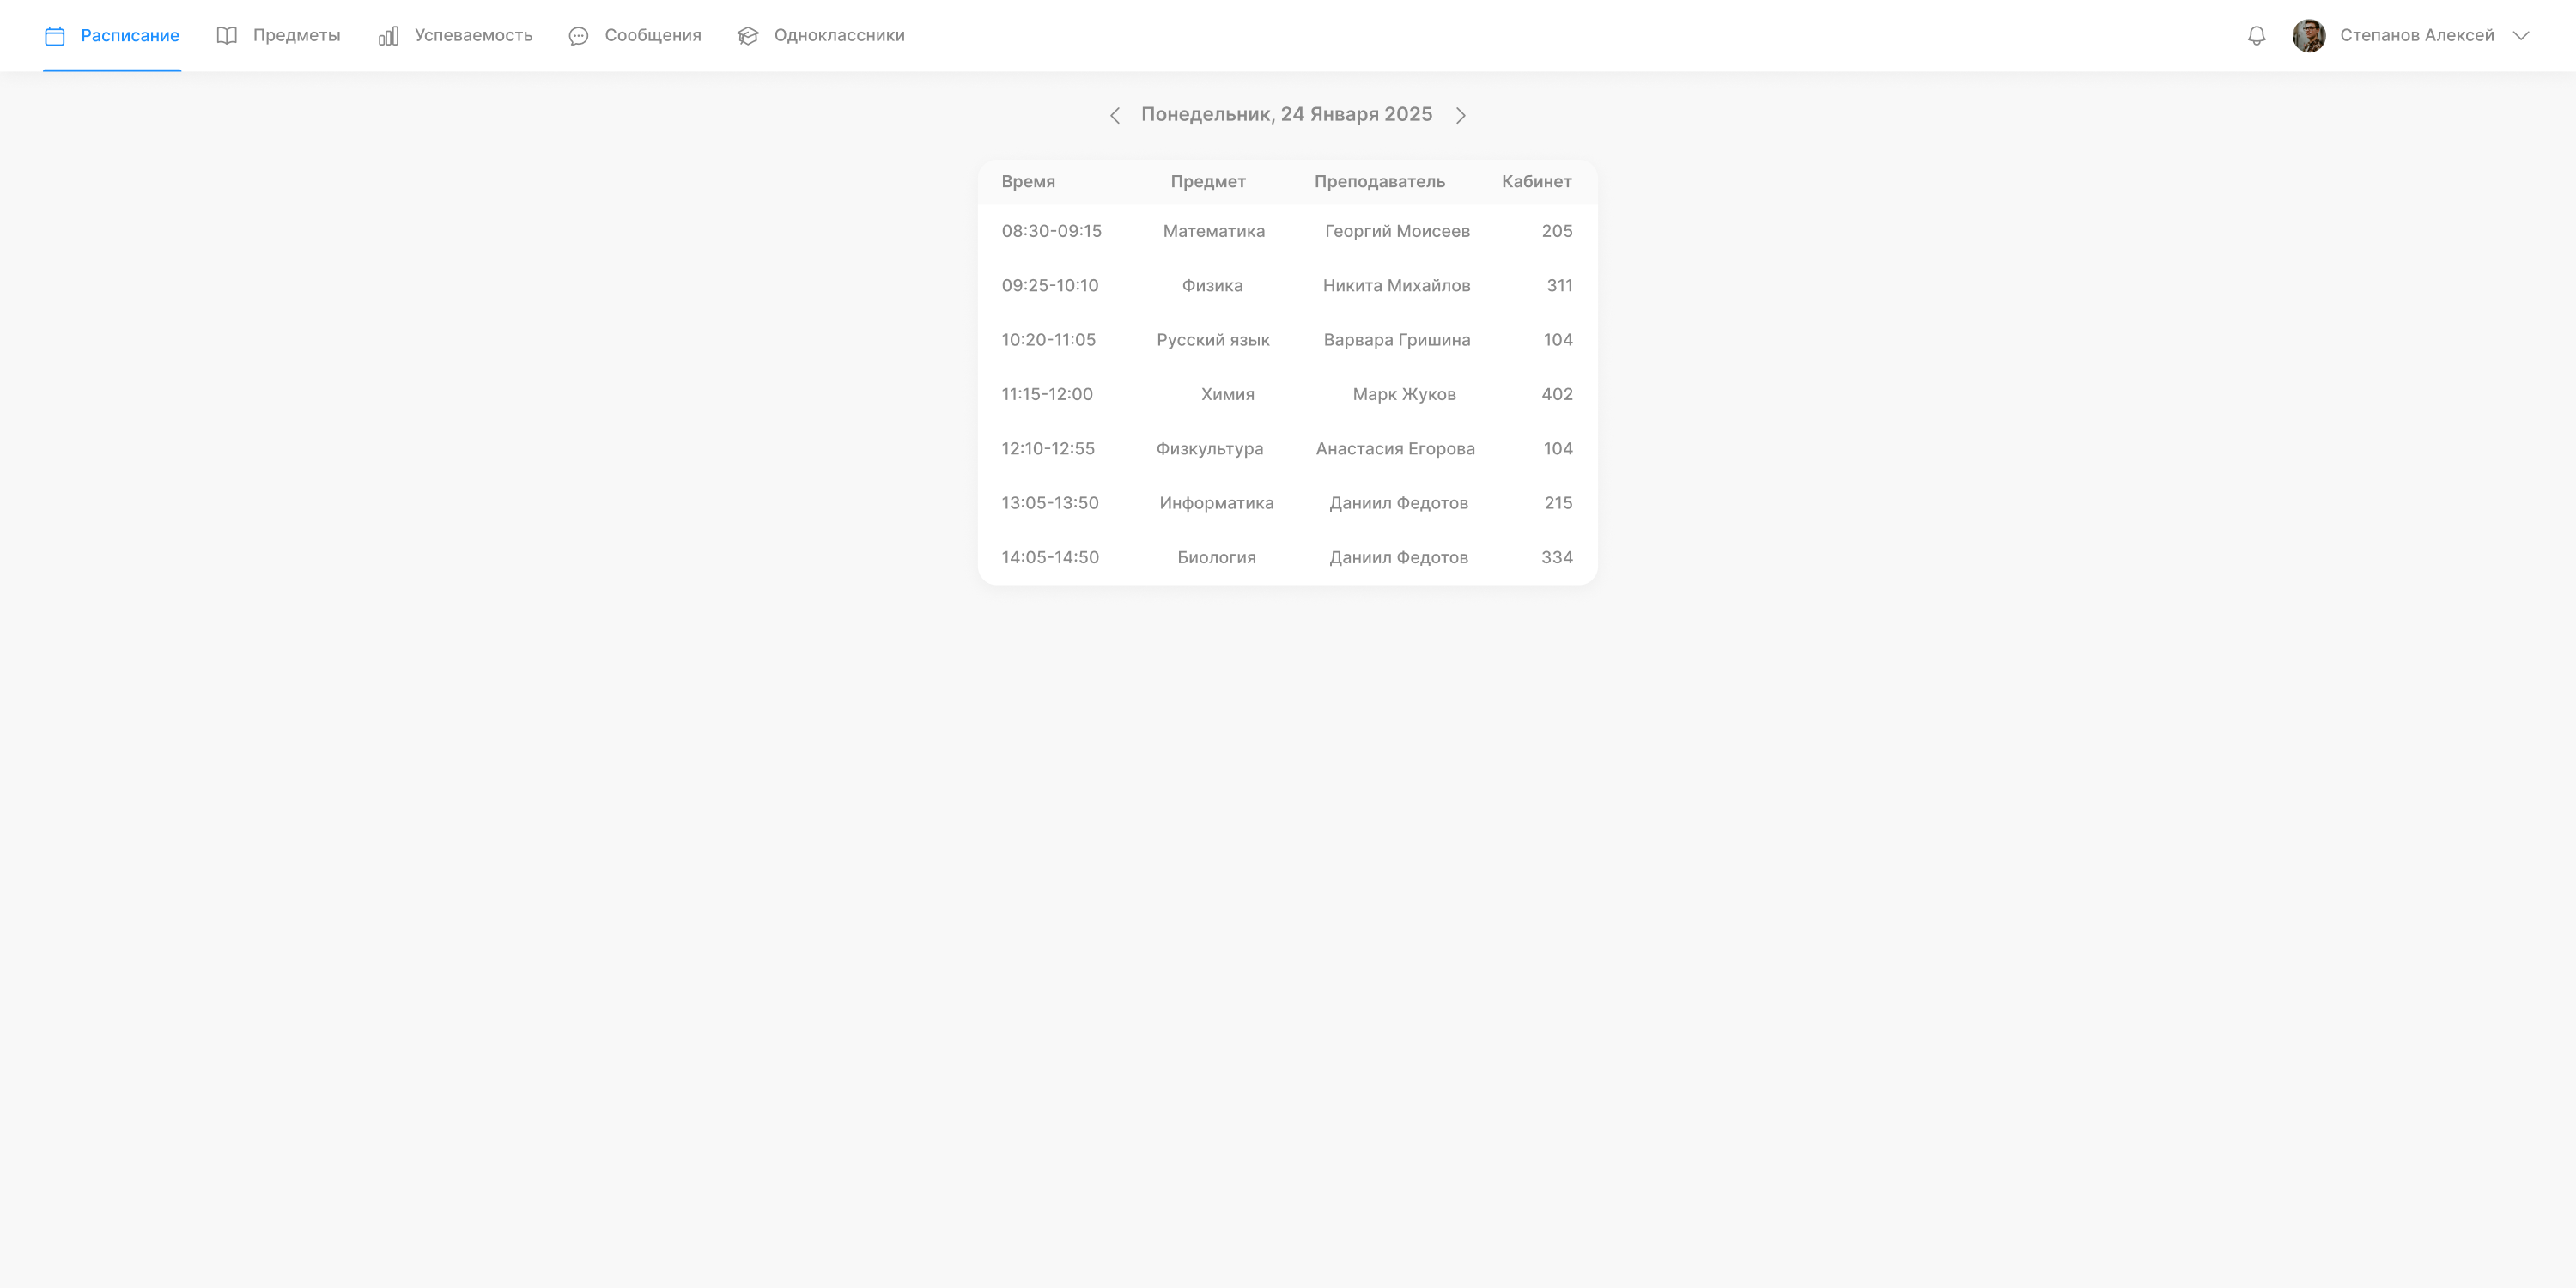 Расписание Предметы Успеваемость Сообщения Одноклассники Степанов Алексей
Понедельник, 24 Января 2025
Время Предмет Преподаватель Кабинет
08:30-09:15 Математика Георгий Моисеев 205
09:25-10:10 Физика Никита Михайлов 311
10:20-11:05 Русский язык Варвара Гришина 104
11:15-12:00 Химия Марк Жуков 402
12:10-12:55 Физкультура Анастасия Егорова 104
13:05-13:50 Информатика Даниил Федотов 215
14:05-14:50 Биология Даниил Федотов 334